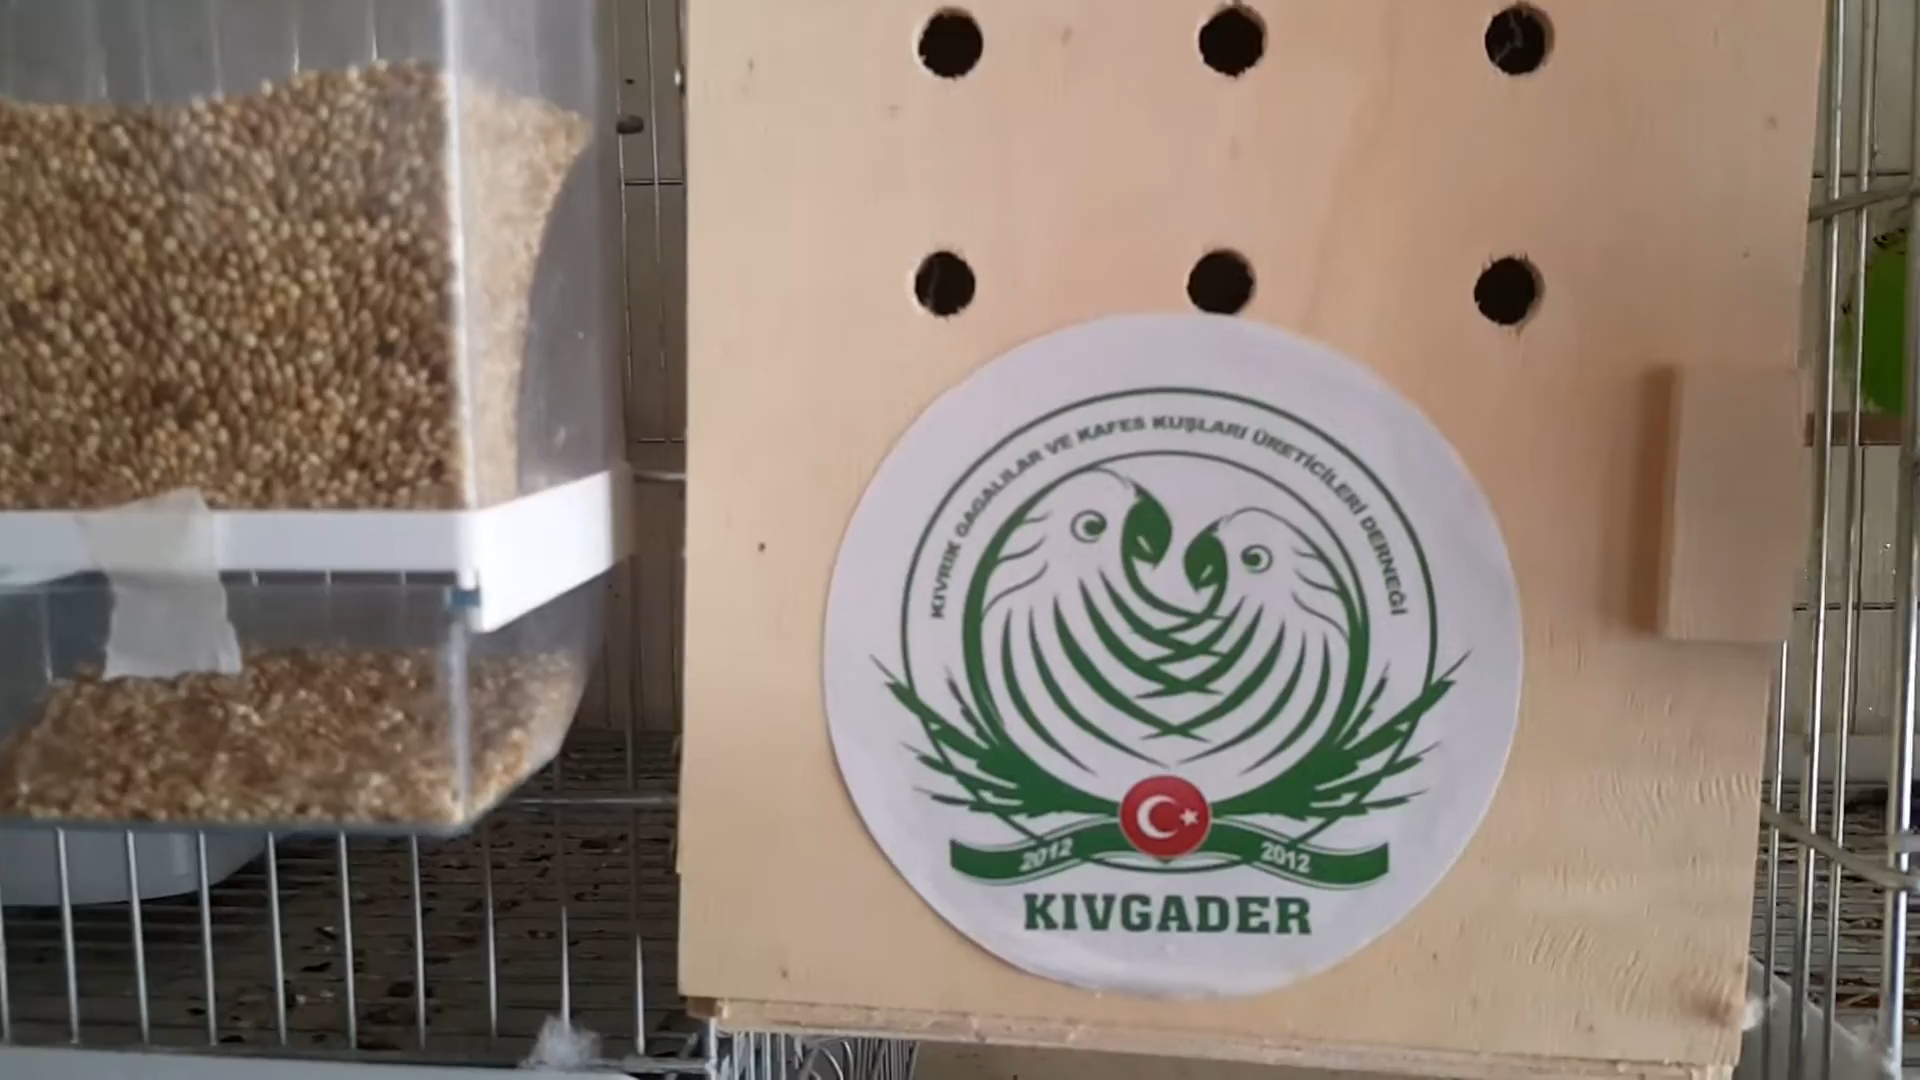 KIVRIK GAGALILAR VE KAFES KUŞLARI ÜRETİCİLERİ DERNEĞİ
2012 2012
KIVGADER